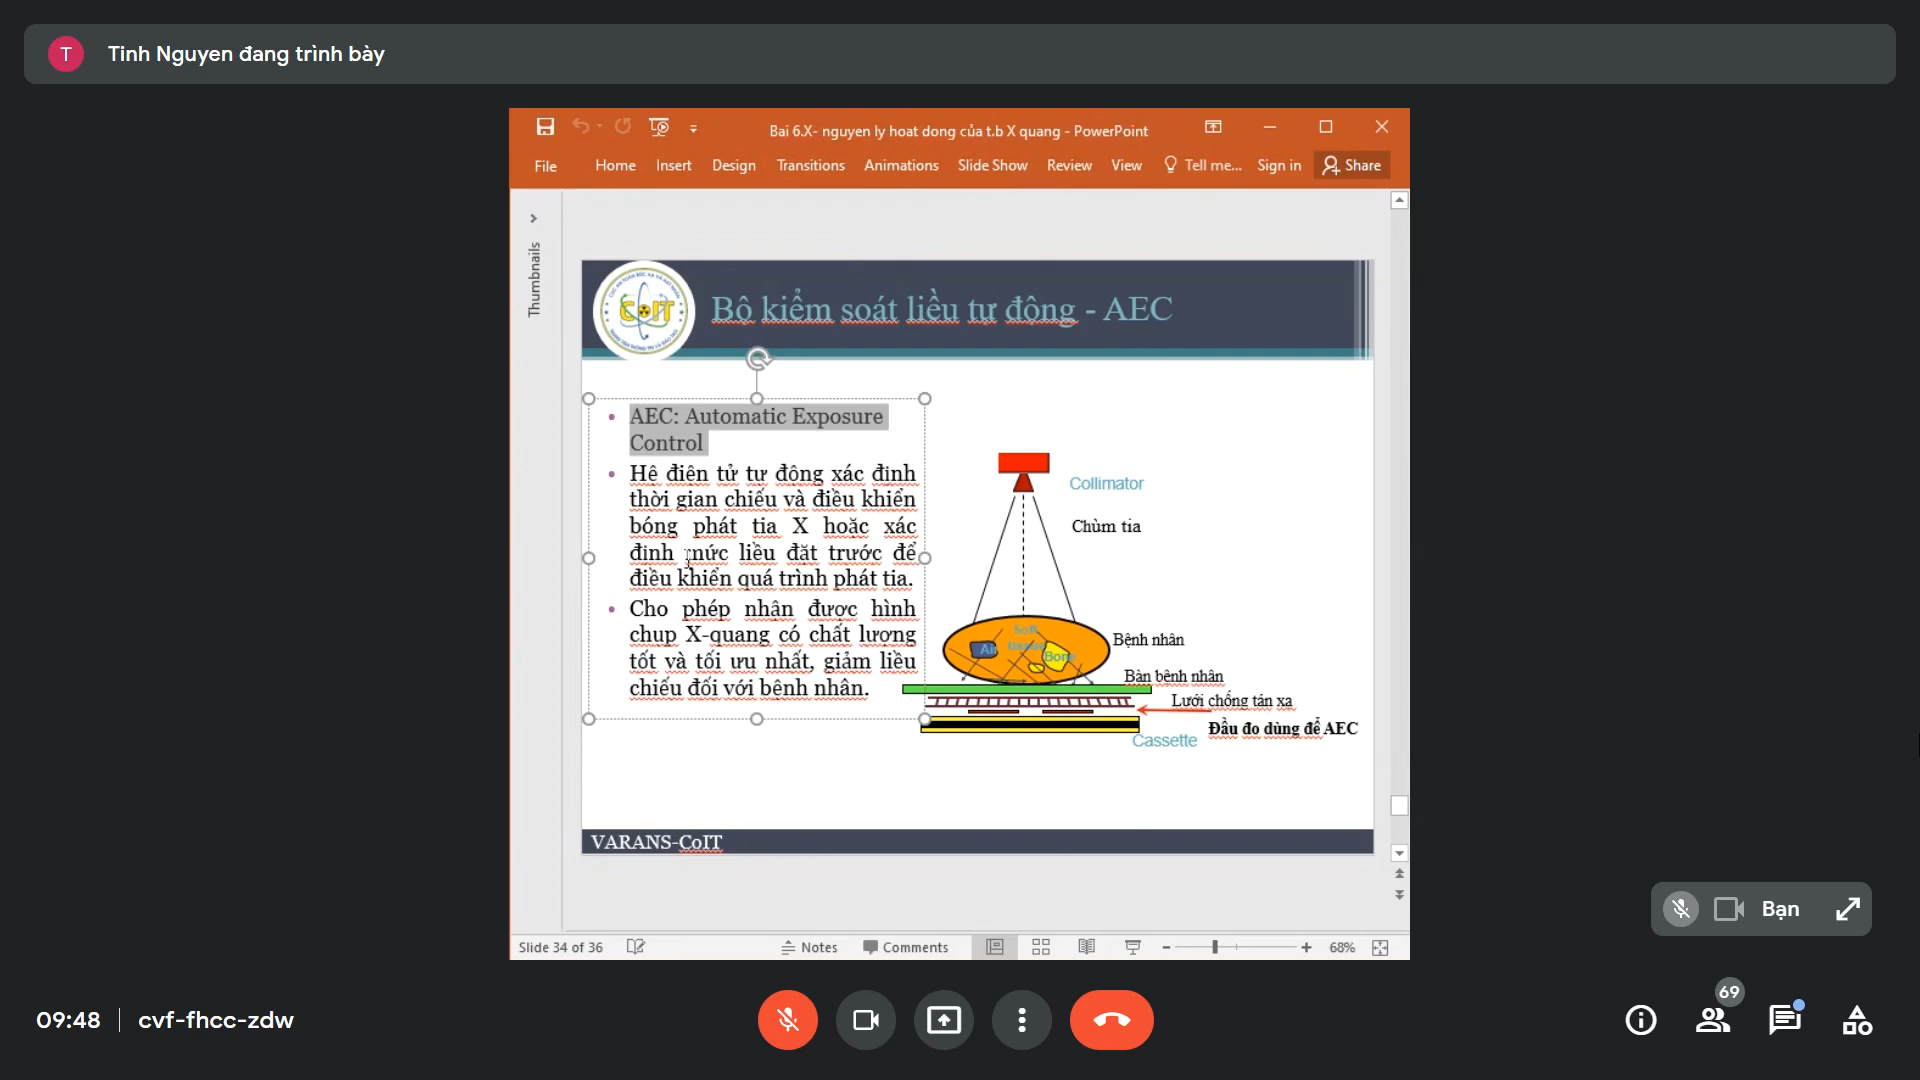 T
Tinh Nguyen đang trình bày
Bai 6.X- nguyen ly hoat dong của t.b X quang - PowerPoint
File Home Insert Design Transitions Animations Slide Show Review View Tell me... Sign in Share
Thumbnails
CoIT
Bộ kiểm soát liều tự động - AEC
• AEC: Automatic Exposure
Control
• Hệ điện tử tự động xác định
thời gian chiếu và điều khiển
bóng phát tia X hoặc xác
định mức liều đặt trước để
điều khiển quá trình phát tia.
• Cho phép nhận được hình
chụp X-quang có chất lượng
tốt và tối ưu nhất, giảm liều
chiếu đối với bệnh nhân.
Collimator
Chùm tia
Soft
tissue
Air
Bone
Bệnh nhân
Bàn bệnh nhân
Lưới chống tán xạ
Đầu đo dùng để AEC
Cassette
VARANS-CoIT
Slide 34 of 36 Notes Comments 68%
Bạn
09:48 cvf-fhcc-zdw
69